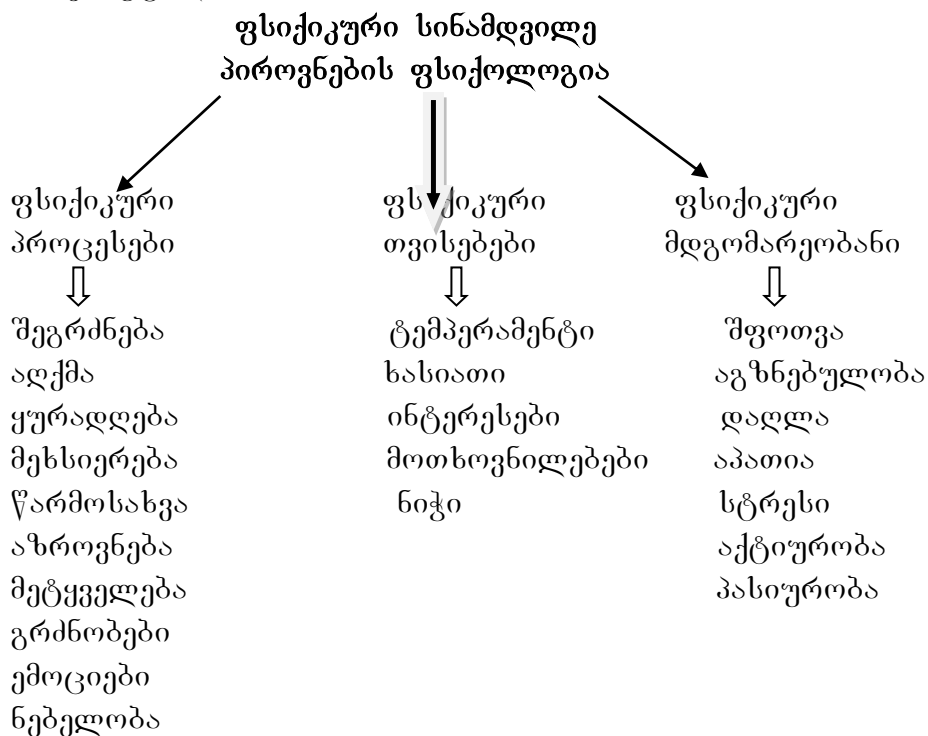 ფსიქიკური სინამდვილე
პიროვნების ფსიქოლოგია
ფსიქიკური
პროცესები
შეგრძნება
აღქმა
ყურადღება
მეხსიერება
წარმოსახვა
აზროვნება
მეტყველება
გრძნობები
ემოციები
ნებელობა
ფსიქიკური
თვისებები
ტემპერამენტი
ხასიათი
ინტერესები
მოთხოვნილებები
ნიჭი
ფსიქიკური
მდგომარეობანი
შფოთვა
აგზნებულობა
დაღლა
აპათია
სტრესი
აქტიურობა
პასიურობა